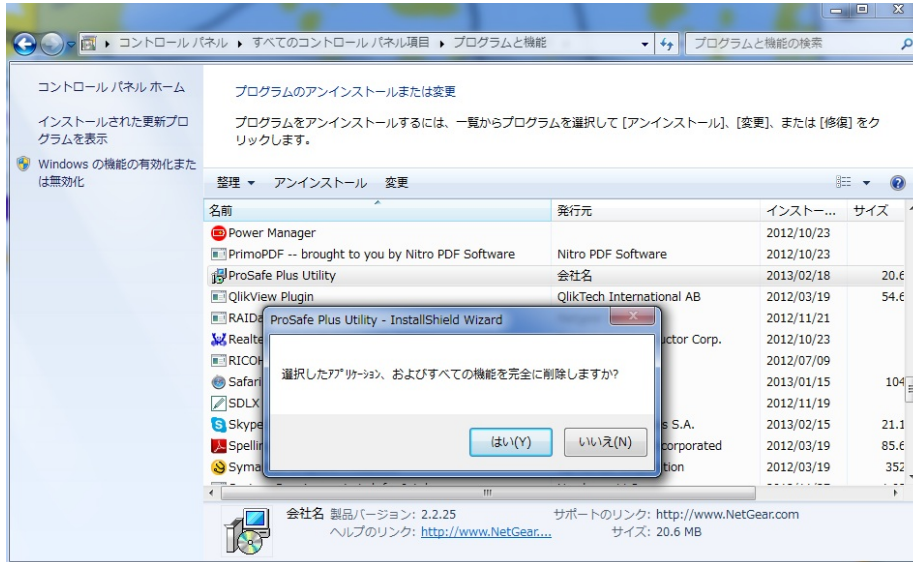 コントロール パネル ▸ すべてのコントロール パネル項目 ▸ プログラムと機能
プログラムと機能の検索
コントロール パネル ホーム
インストールされた更新プロ
グラムを表示
Windows の機能の有効化また
は無効化
プログラムのアンインストールまたは変更
プログラムをアンインストールするには、一覧からプログラムを選択して [アンインストール]、[変更]、または [修復] をク
リックします。
整理 アンインストール 変更
名前 発行元 インストー... サイズ
Power Manager 2012/10/23
PrimoPDF -- brought to you by Nitro PDF Software Nitro PDF Software 2012/10/23
ProSafe Plus Utility 会社名 2013/02/18 20.6
QlikView Plugin QlikTech International AB 2012/03/19 54.6
RAIDa 2012/11/21
Realte uctor Corp. 2012/10/23
RICOH 2012/07/09
Safari 2013/01/15 104
SDLX 2012/11/19
Skype s S.A. 2013/02/15 21.1
Spellin corporated 2012/03/19 85.6
Syma tion 2012/03/19 352
ProSafe Plus Utility - InstallShield Wizard
選択したｱﾌﾟﾘｹｰｼｮﾝ、およびすべての機能を完全に削除しますか?
はい(Y) いいえ(N)
会社名 製品バージョン: 2.2.25 サポートのリンク: http://www.NetGear.com
ヘルプのリンク: http://www.NetGear.... サイズ: 20.6 MB